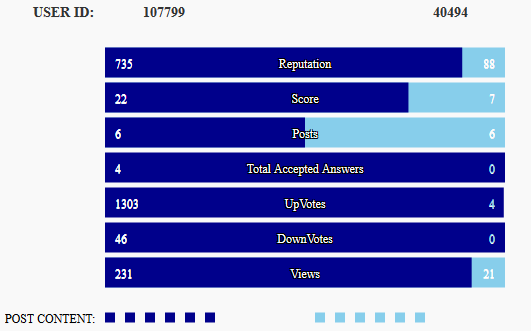 USER ID: 107799 40494
735 Reputation 88
22 Score 7
6 Posts 6
4 Total Accepted Answers 0
1303 UpVotes 4
46 DownVotes 0
231 Views 21
POST CONTENT: